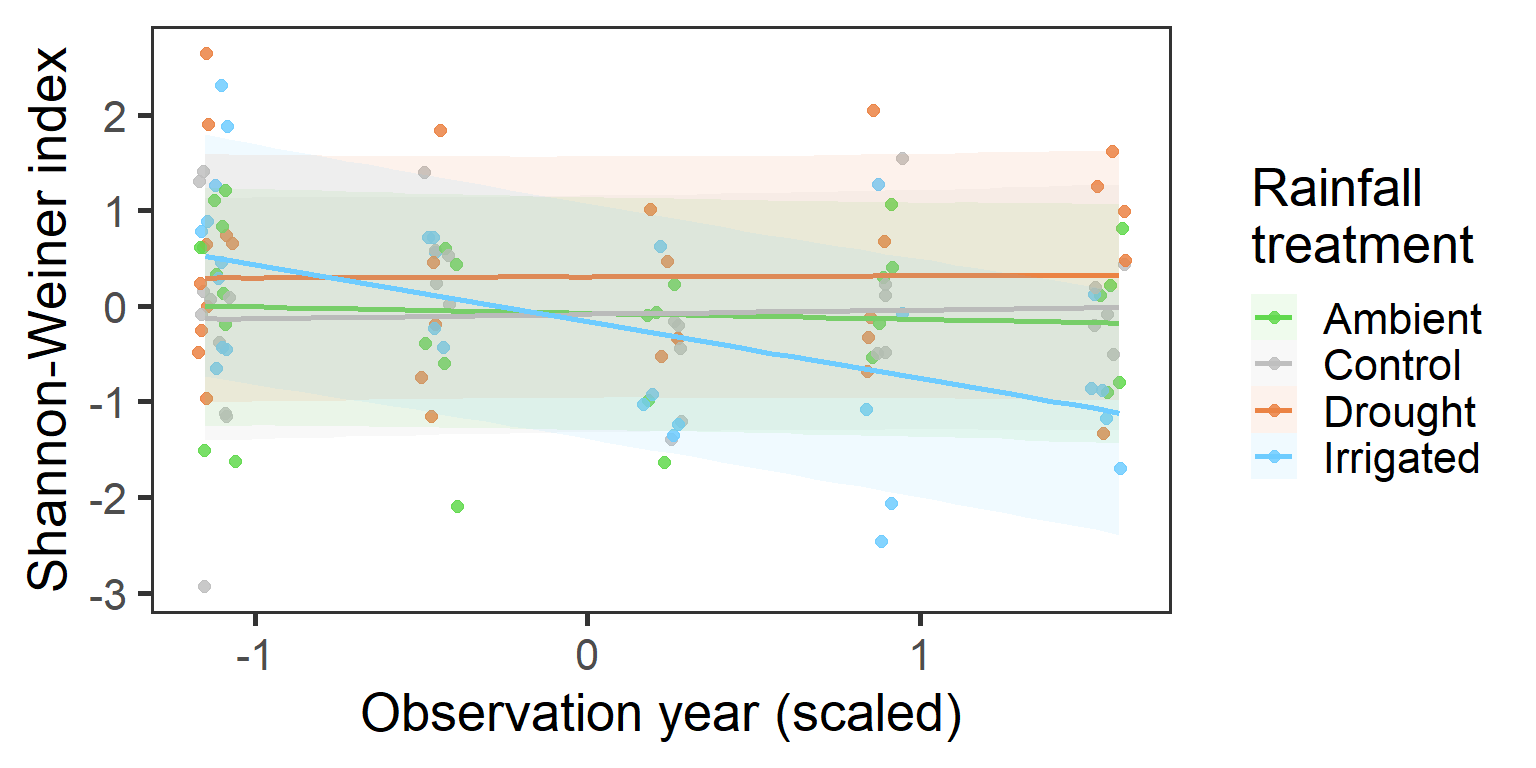 Shannon-Weiner index
2
1
0
-1
-2
-3
-1 0 1
Observation year (scaled)
Rainfall
treatment
Ambient
Control
Drought
Irrigated